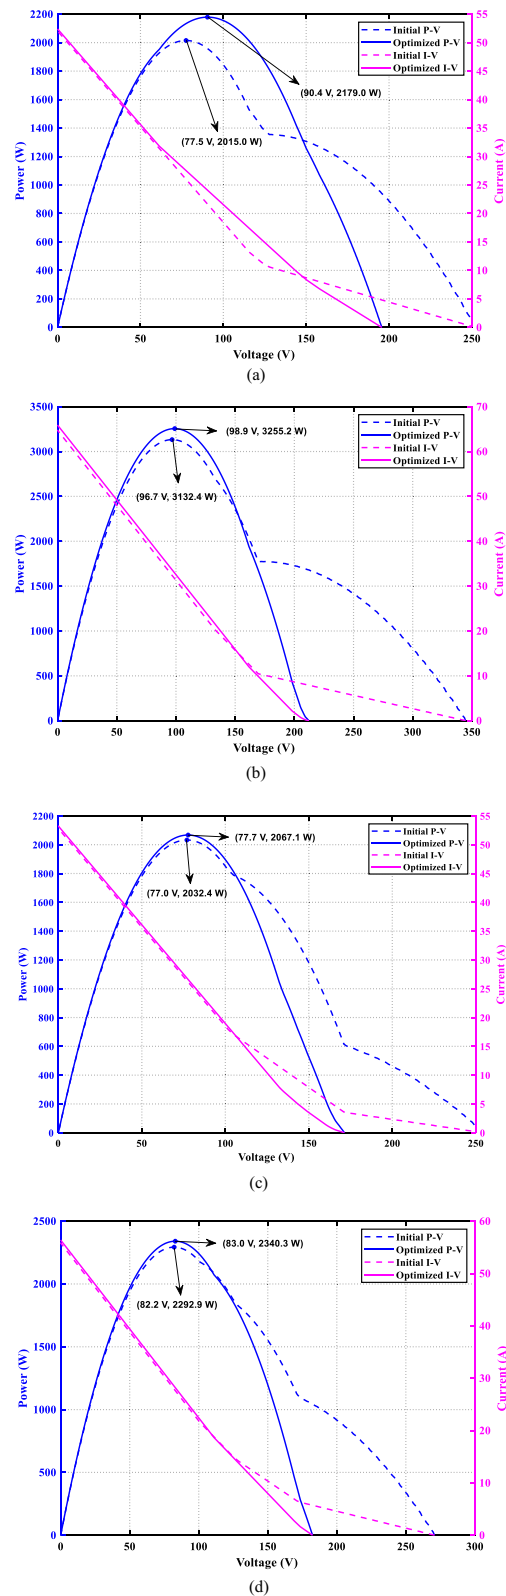 2200
2000
1800
1600
1400
1200
1000
800
600
400
200
0
Power (W)
55
50
45
40
35
30
25
20
15
10
5
0
Current (A)
Initial P-V
Optimized P-V
Initial I-V
Optimized I-V
(90.4 V, 2179.0 W)
(77.5 V, 2015.0 W)
0 50 100 150 200 250
Voltage (V)
(a)
3500
3000
2500
2000
1500
1000
500
0
Power (W)
70
60
50
40
30
20
10
0
Current (A)
Initial P-V
Optimized P-V
Initial I-V
Optimized I-V
(98.9 V, 3255.2 W)
(96.7 V, 3132.4 W)
0 50 100 150 200 250 300 350
Voltage (V)
(b)
2200
2000
1800
1600
1400
1200
1000
800
600
400
200
0
Power (W)
55
50
45
40
35
30
25
20
15
10
5
0
Current (A)
Initial P-V
Optimized P-V
Initial I-V
Optimized I-V
(77.7 V, 2067.1 W)
(77.0 V, 2032.4 W)
0 50 100 150 200 250
Voltage (V)
(c)
2500
2000
1500
1000
500
0
Power (W)
60
50
40
30
20
10
0
Current (A)
Initial P-V
Optimized P-V
Initial I-V
Optimized I-V
(83.0 V, 2340.3 W)
(82.2 V, 2292.9 W)
0 50 100 150 200 250 300
Voltage (V)
(d)